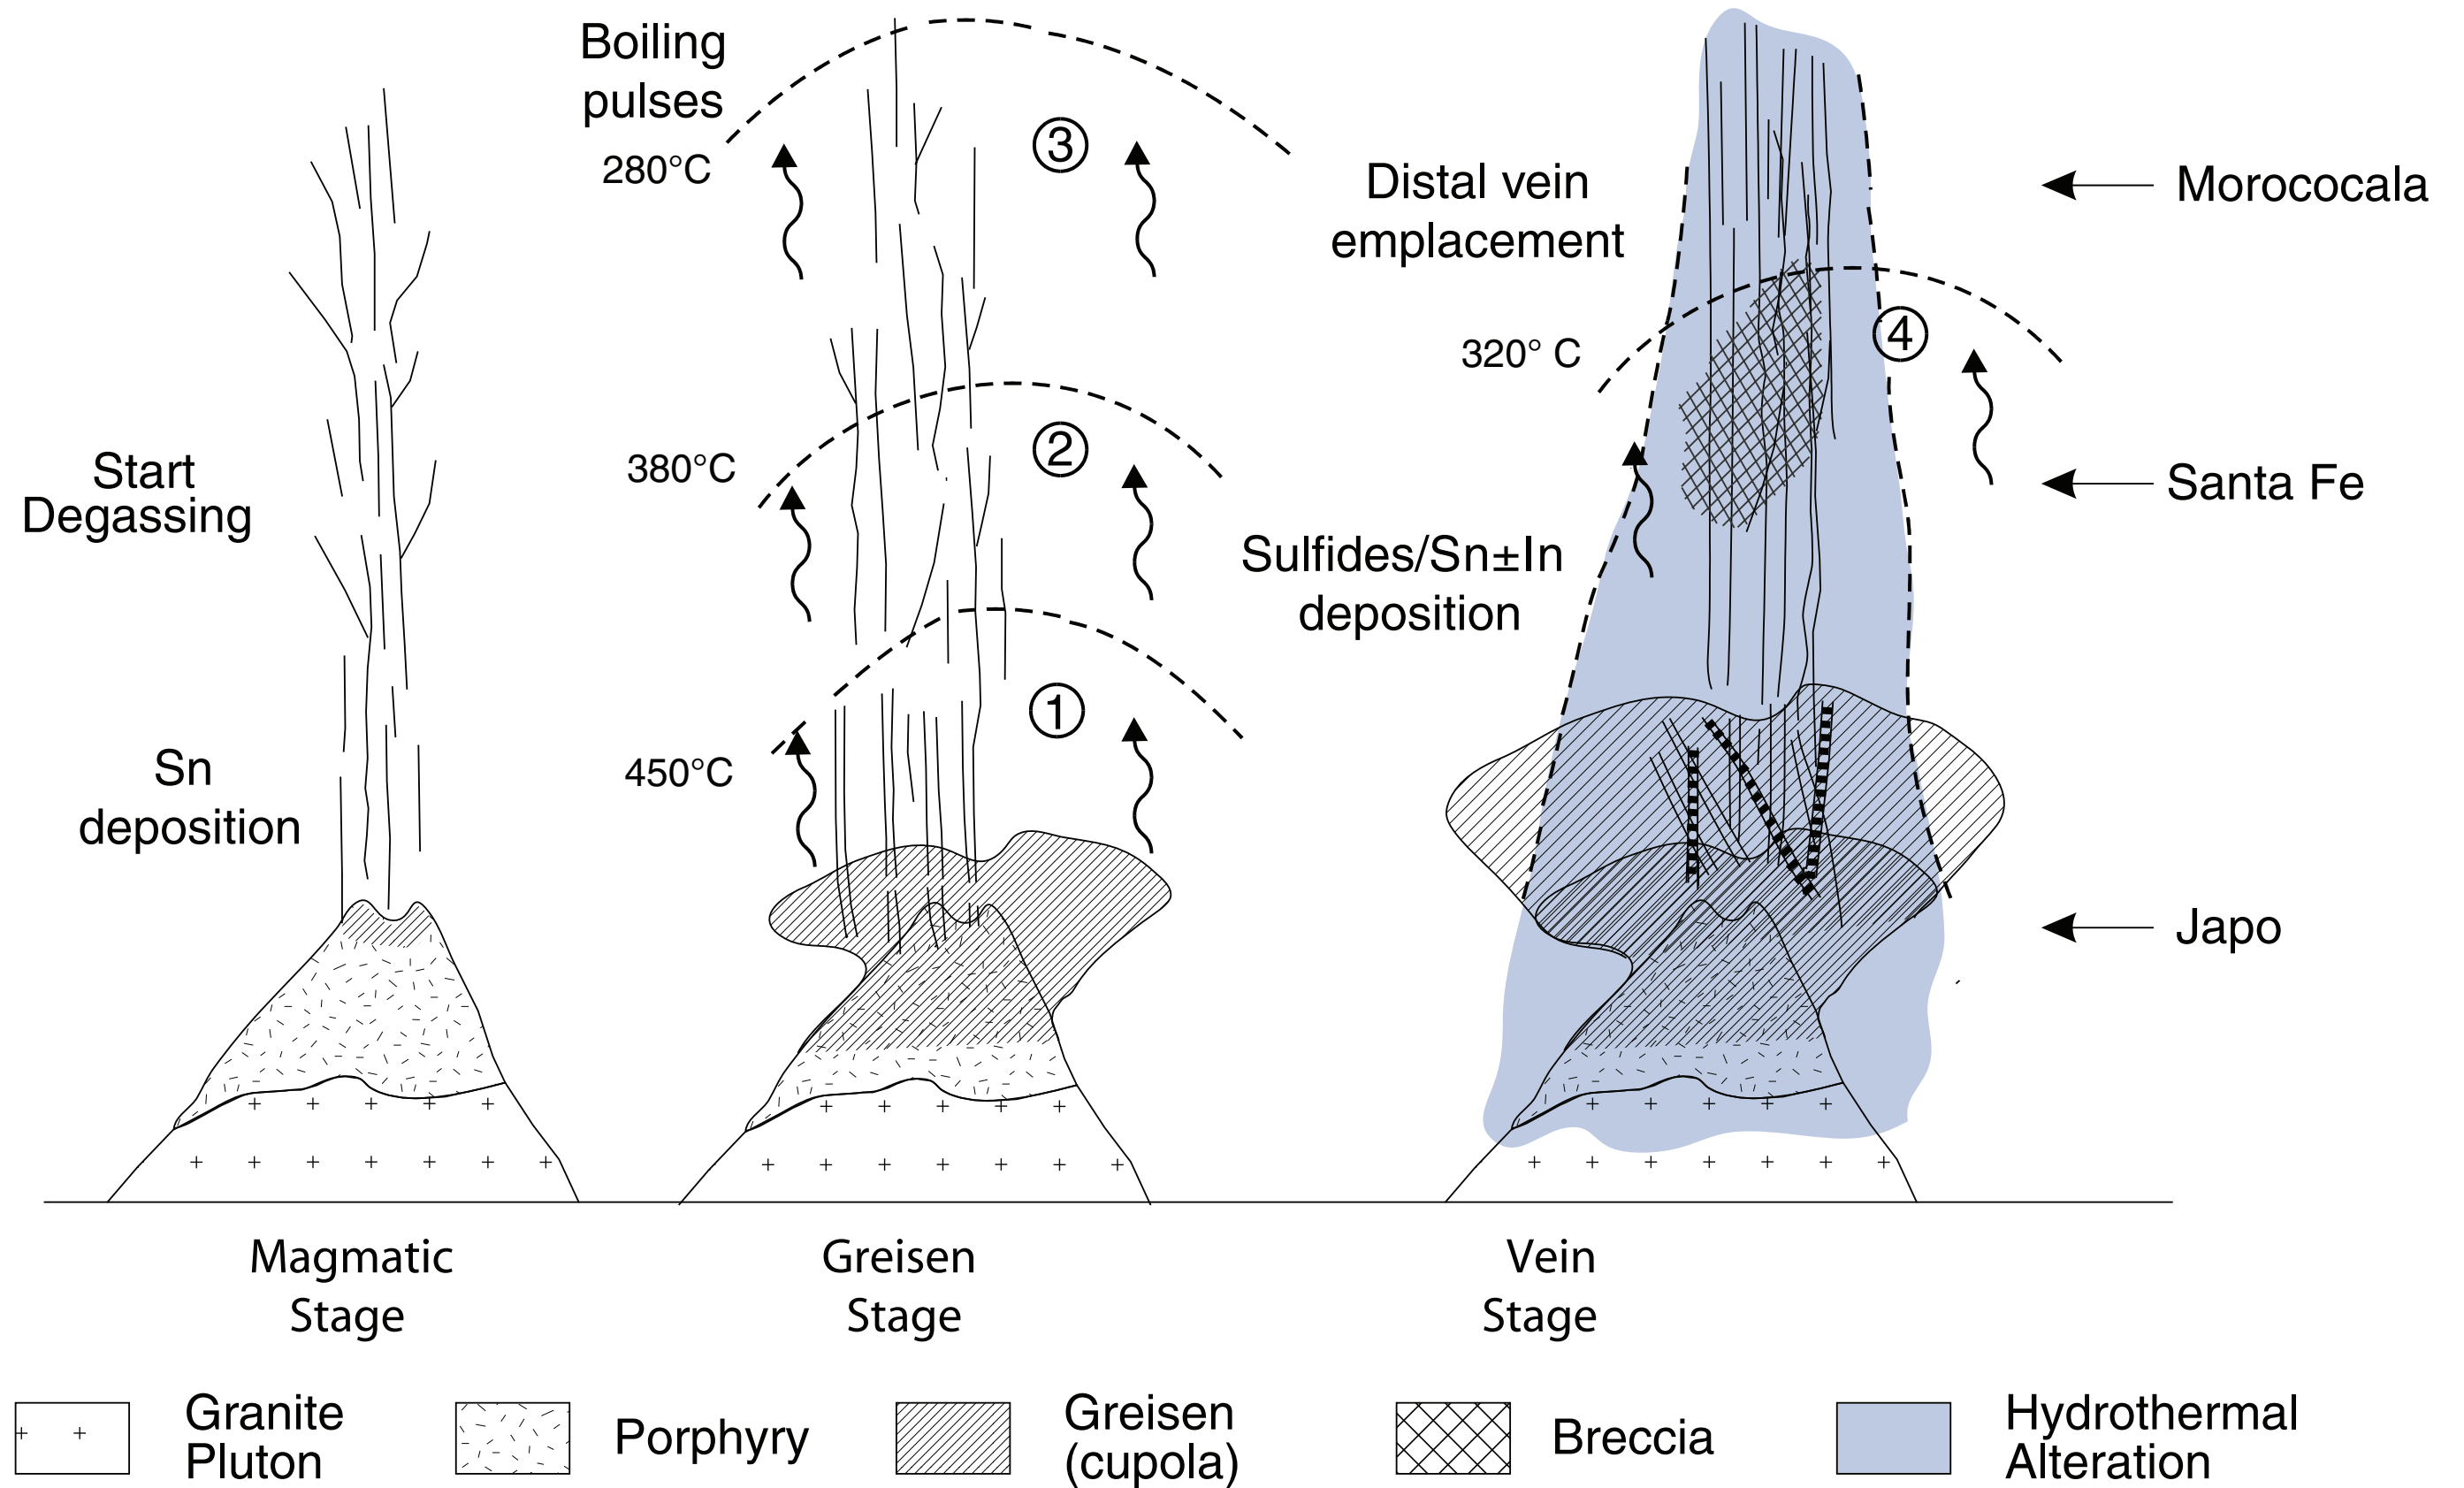 Boiling
pulses
280°C
③
380°C
②
450°C
①
Start
Degassing
Sn
deposition
Distal vein
emplacement
320° C
④
Sulfides/Sn±In
deposition
Morococala
Santa Fe
Japo
Magmatic
Stage
Greisen
Stage
Vein
Stage
Granite
Pluton
Porphyry
Greisen
(cupola)
Breccia
Hydrothermal
Alteration